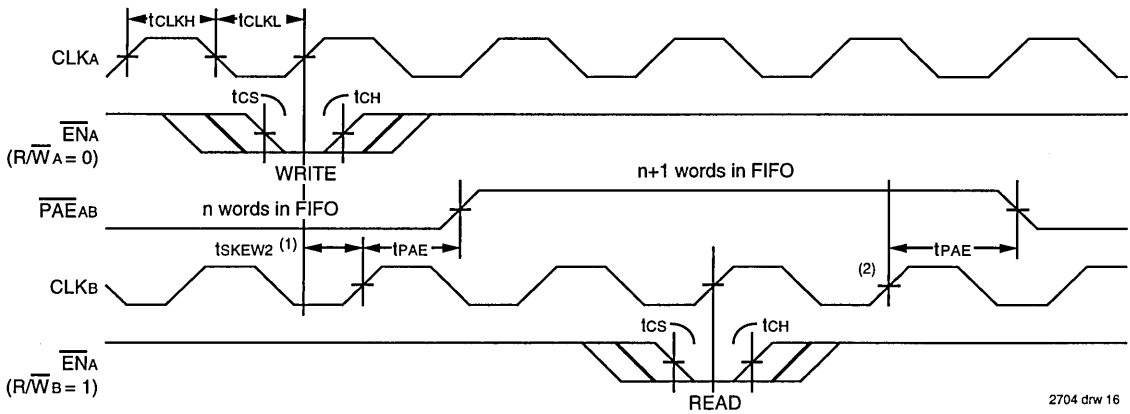 tCLKH tCLKL
CLKA
tCS tCH
ENA
(R/WA = 0)
WRITE
n+1 words in FIFO
PAEAB
n words in FIFO
tSKEW2 (1) tPAE (2) tPAE
CLKB
tCS tCH
ENA
(R/WB = 1)
READ
2704 drw 16